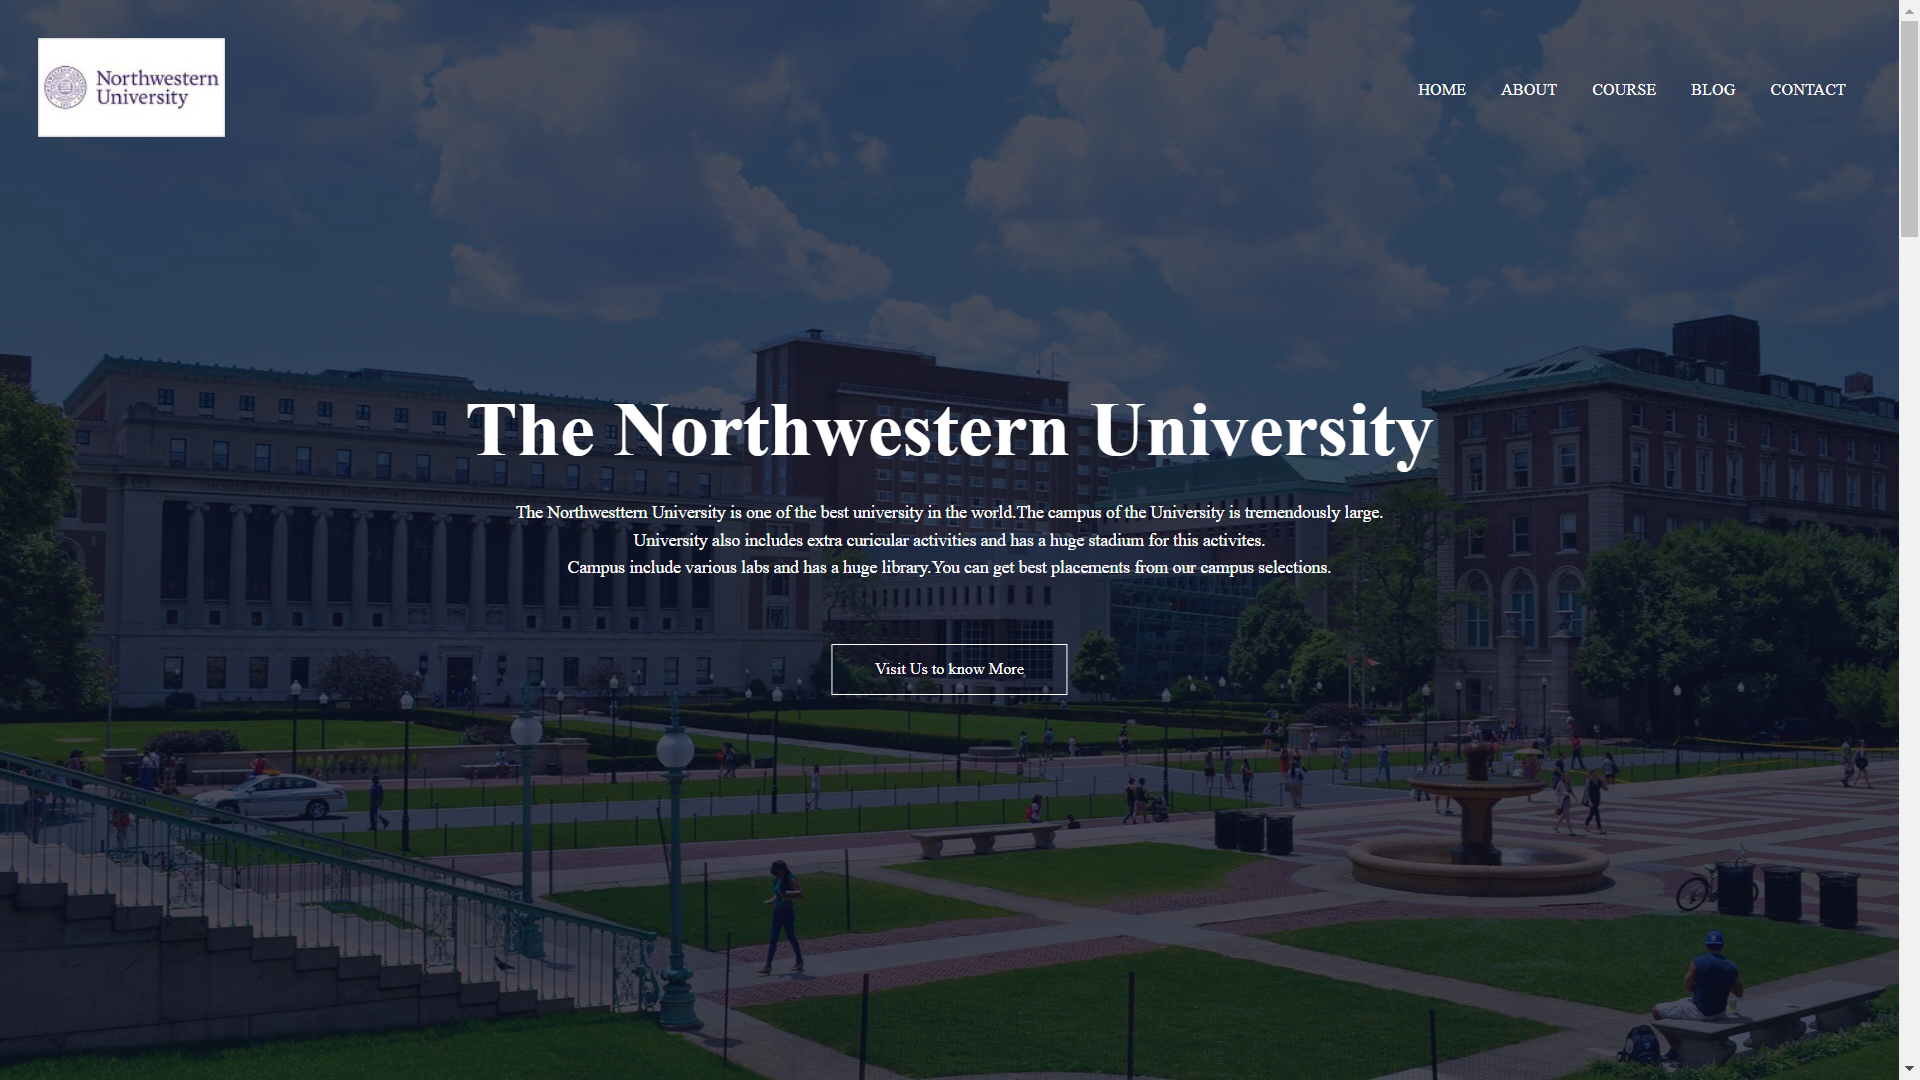 Northwestern
University
HOME ABOUT COURSE BLOG CONTACT
The Northwestern University
The Northwesttern University is one of the best university in the world.The campus of the University is tremendously large.
University also includes extra curicular activities and has a huge stadium for this activites.
Campus include various labs and has a huge library.You can get best placements from our campus selections.
Visit Us to know More